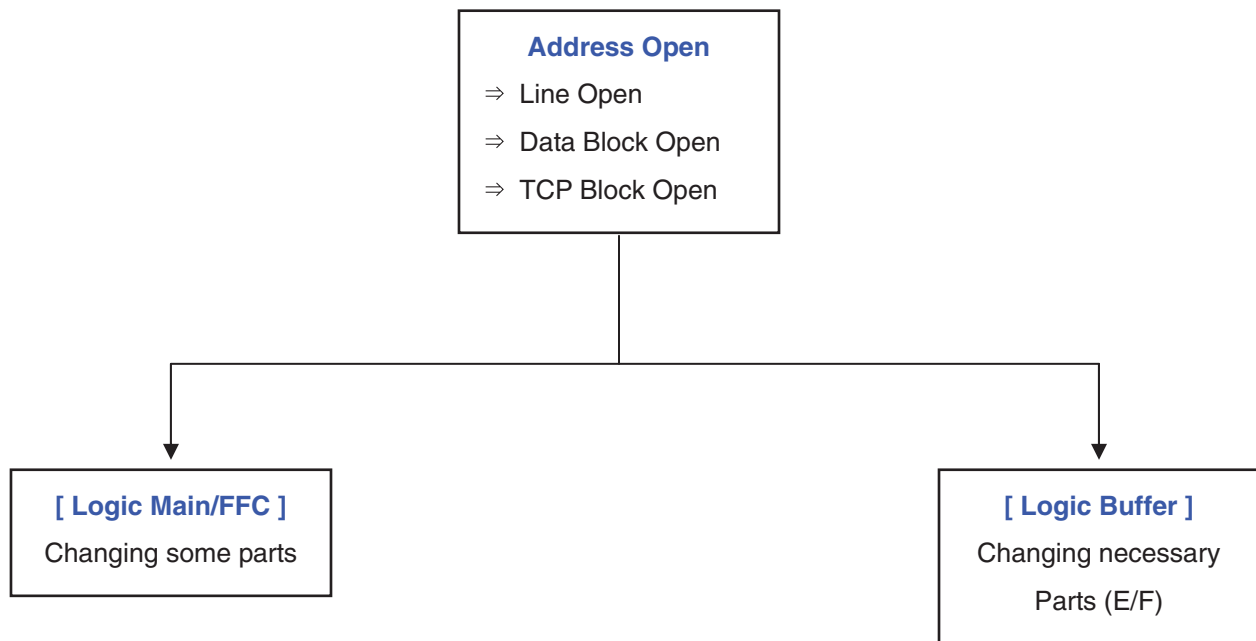 Address Open
⇒ Line Open
⇒ Data Block Open
⇒ TCP Block Open
[ Logic Main/FFC ]
Changing some parts
[ Logic Buffer ]
Changing necessary
Parts (E/F)